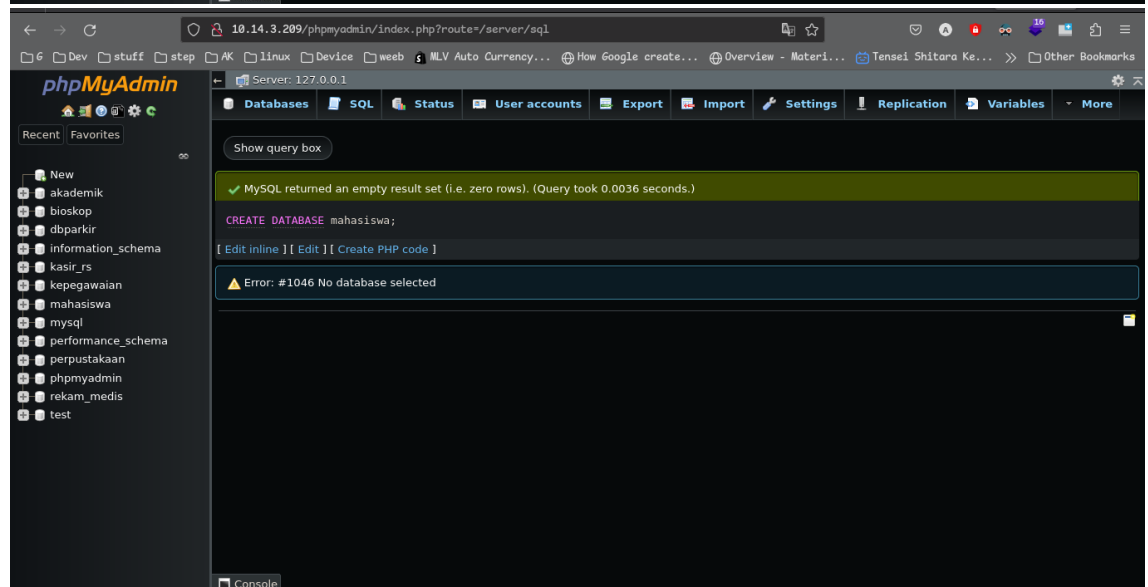 10.14.3.209/phpmyadmin/index.php?route=/server/sql
16
G Dev stuff step AK linux Device weeb MLV Auto Currency... How Google create... Overview - Materi... Tensei Shitara Ke... Other Bookmarks
phpMyAdmin
Recent Favorites
New
akademik
bioskop
dbparkir
information_schema
kasir_rs
kepegawaian
mahasiswa
mysql
performance_schema
perpustakaan
phpmyadmin
rekam_medis
test
Server: 127.0.0.1
Databases SQL Status User accounts Export Import Settings Replication Variables More
Show query box
MySQL returned an empty result set (i.e. zero rows). (Query took 0.0036 seconds.)
CREATE DATABASE mahasiswa;
[ Edit inline ] [ Edit ] [ Create PHP code ]
Error: #1046 No database selected
Console